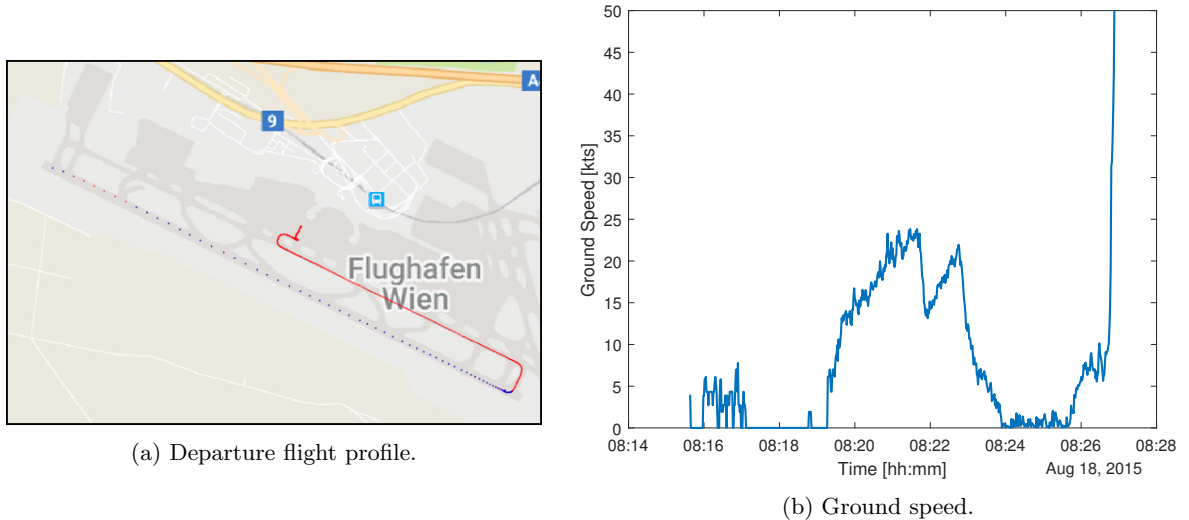 9
A
Flughafen
Wien
(a) Departure flight profile.
50
45
40
35
30
25
20
15
10
5
0
Ground Speed [kts]
08:14 08:16 08:18 08:20 08:22 08:24 08:26 08:28
Time [hh:mm]
Aug 18, 2015
(b) Ground speed.